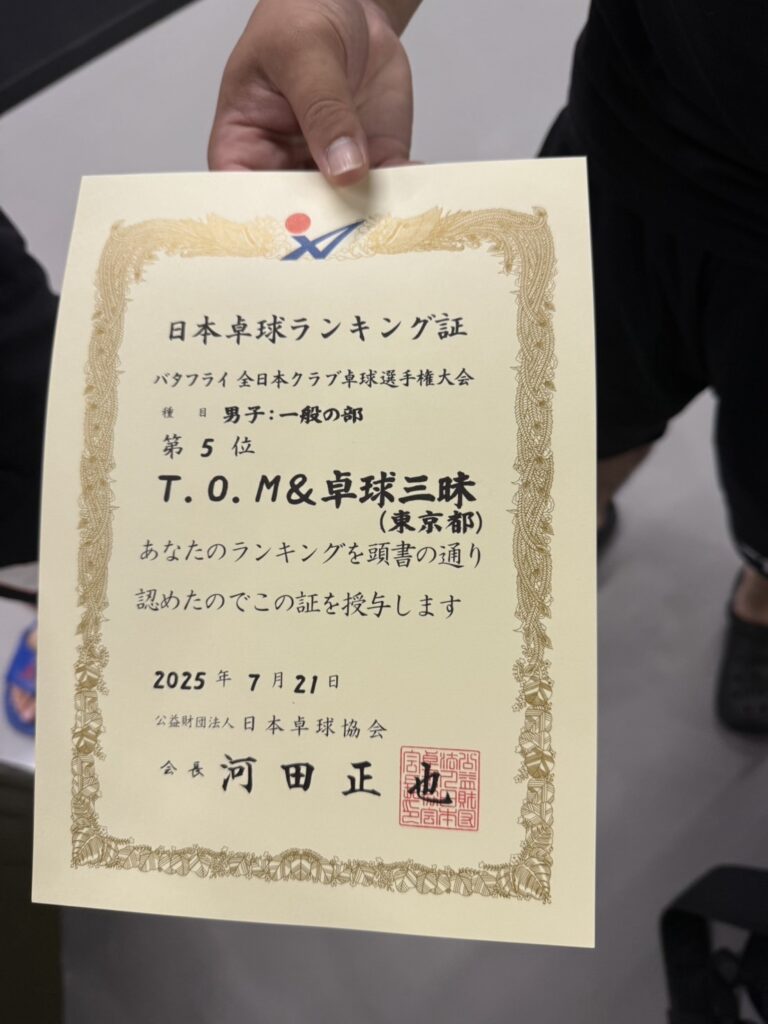 日本卓球ランキング証
バタフライ 全日本クラブ卓球選手権大会
種目 男子:一般の部
第 5 位
T.O.M&卓球三昧
(東京都)
あなたのランキングを頭書の通り
認めたのでこの証を授与します
2025 年 7 月 21 日
公益財団法人 日本卓球協会
会長 河田正也